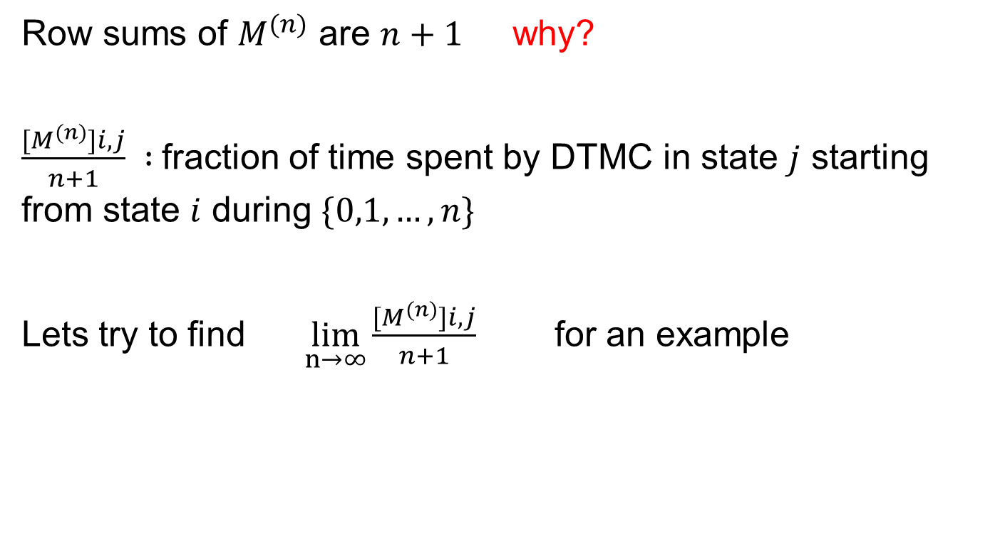 Row sums of $M^{(n)}$ are $n + 1$ why?
$\frac{[M^{(n)}]i,j}{n+1}$ : fraction of time spent by DTMC in state $j$ starting
from state $i$ during $\{0,1, \ldots , n\}$
Lets try to find $\lim_{n \to \infty} \frac{[M^{(n)}]i,j}{n+1}$ for an example